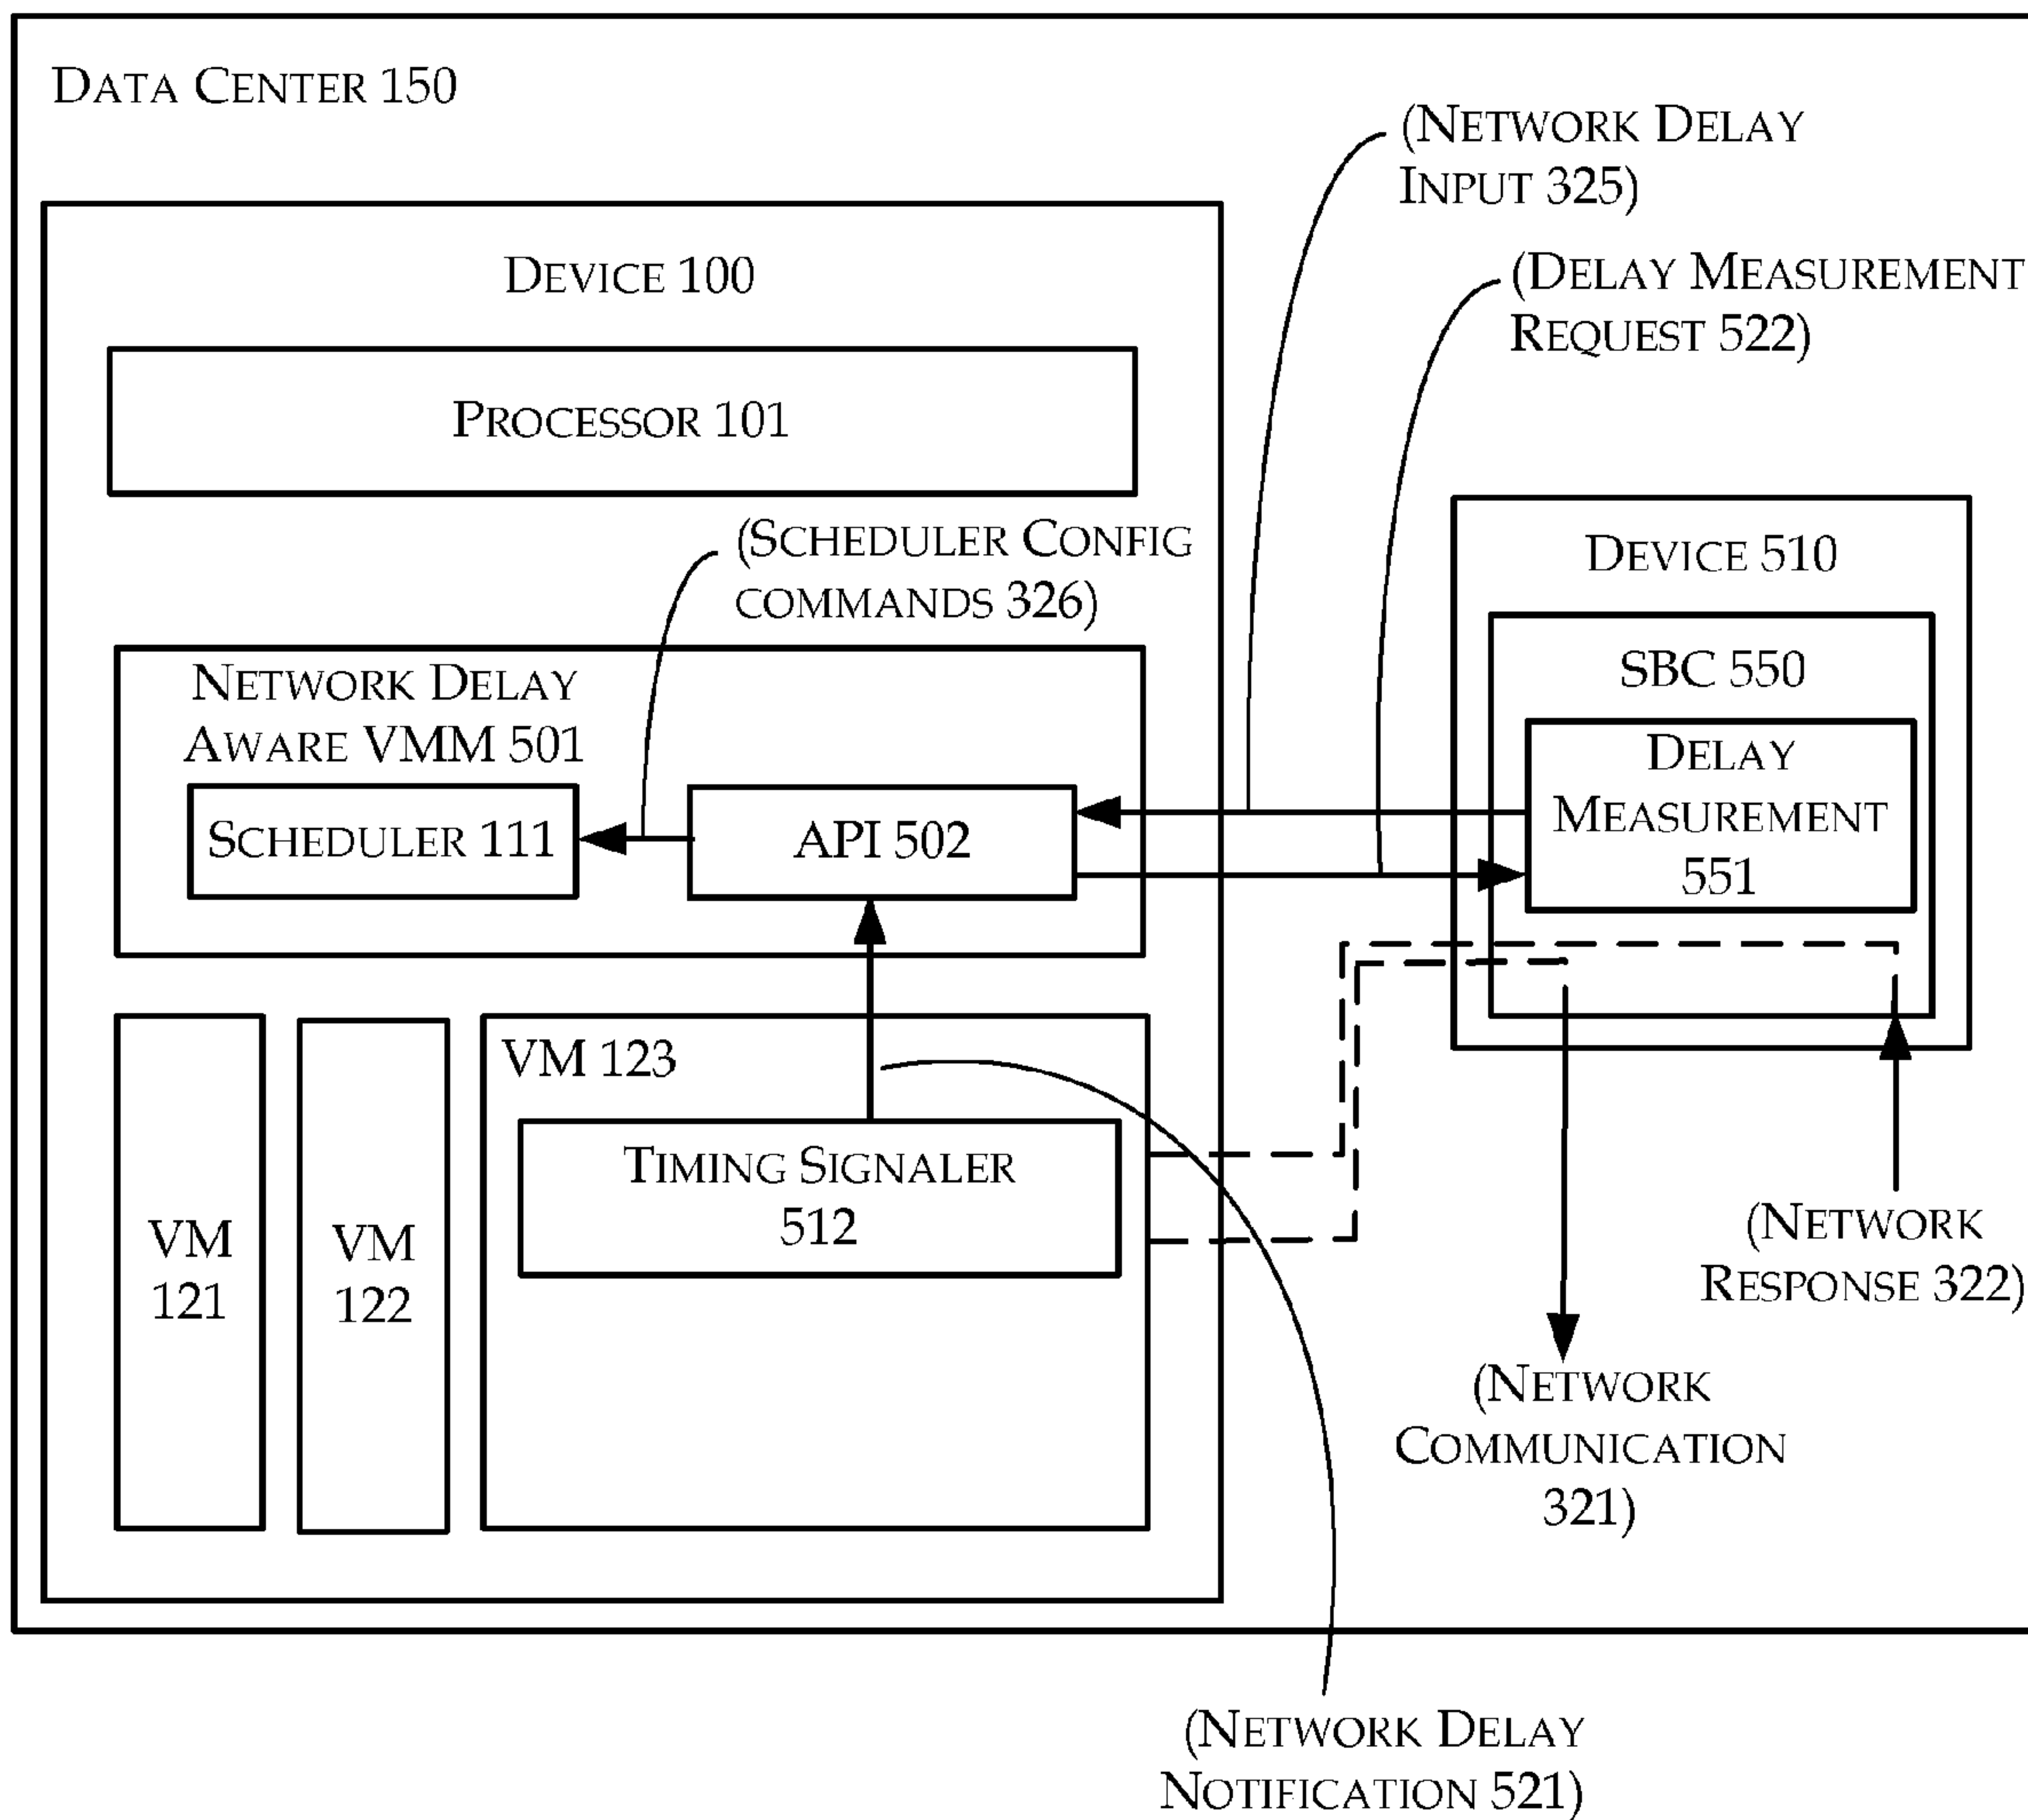 DATA CENTER 150
(NETWORK DELAY
INPUT 325)
DEVICE 100
(DELAY MEASUREMENT
REQUEST 522)
PROCESSOR 101
(SCHEDULER CONFIG
COMMANDS 326)
DEVICE 510
SBC 550
NETWORK DELAY
AWARE VMM 501
DELAY
MEASUREMENT
551
SCHEDULER 111
API 502
VM 123
TIMING SIGNALER
512
VM
121
VM
122
(NETWORK
RESPONSE 322)
(NETWORK
COMMUNICATION
321)
(NETWORK DELAY
NOTIFICATION 521)